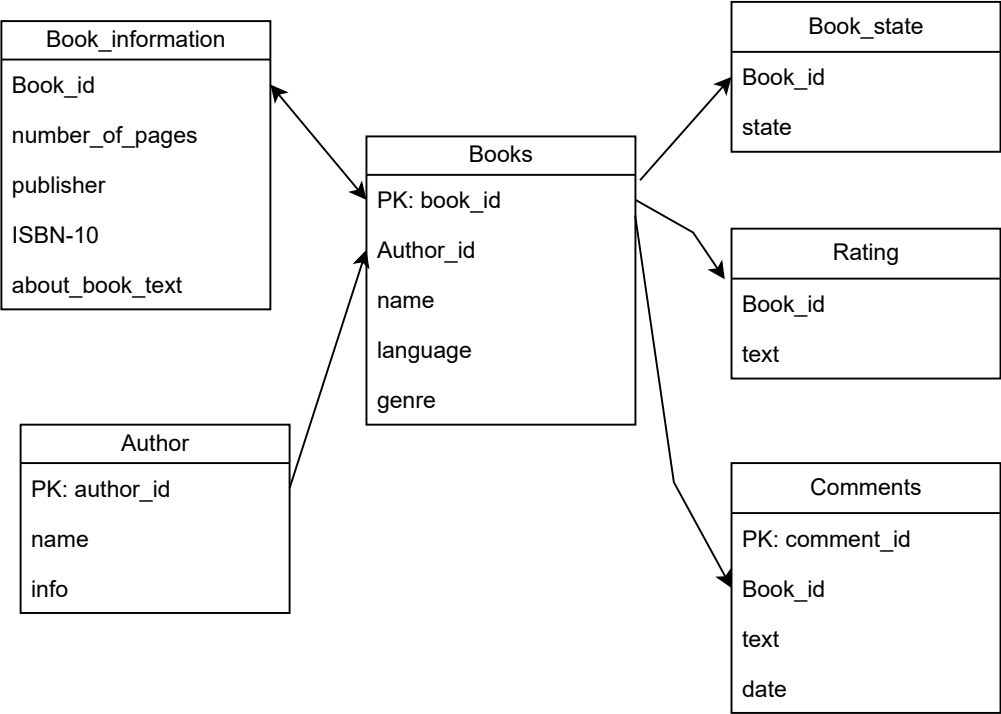 Book_information
Book_id
number_of_pages
publisher
ISBN-10
about_book_text
Author
PK: author_id
name
info
Books
PK: book_id
Author_id
name
language
genre
Book_state
Book_id
state
Rating
Book_id
text
Comments
PK: comment_id
Book_id
text
date